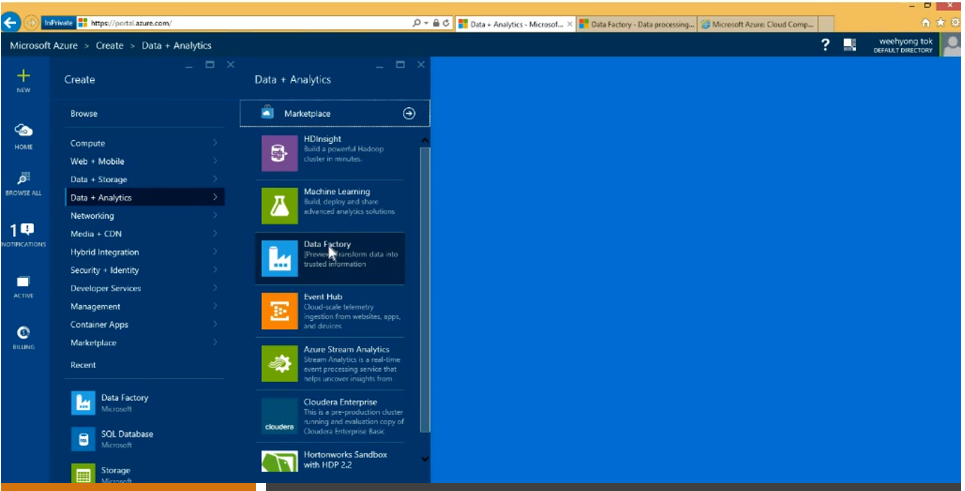 InPrivate https://portal.azure.com/
Data + Analytics - Microsof...
Data Factory - Data processing...
Microsoft Azure: Cloud Comp...
Microsoft Azure > Create > Data + Analytics
?
weehyong tok
DEFAULT DIRECTORY
NEW
HOME
BROWSE ALL
1
NOTIFICATIONS
ACTIVE
BILLING
Create
Browse
Compute
Web + Mobile
Data + Storage
Data + Analytics
Networking
Media + CDN
Hybrid Integration
Security + Identity
Developer Services
Management
Container Apps
Marketplace
Recent
Data Factory
Microsoft
SQL Database
Microsoft
Storage
Microsoft
Data + Analytics
Marketplace
HDInsight
Build a powerful Hadoop
cluster in minutes.
Machine Learning
Build, deploy and share
advanced analytics solutions
Data Factory
[Preview] Transform data into
trusted information
Event Hub
Cloud-scale telemetry
ingestion from websites, apps,
and devices
Azure Stream Analytics
Stream Analytics is a real-time
event processing service that
helps uncover insights from
cloudera
Cloudera Enterprise
This is a pre-production cluster
running and evaluation copy of
Cloudera Enterprise Basic
Hortonworks Sandbox
with HDP 2.2